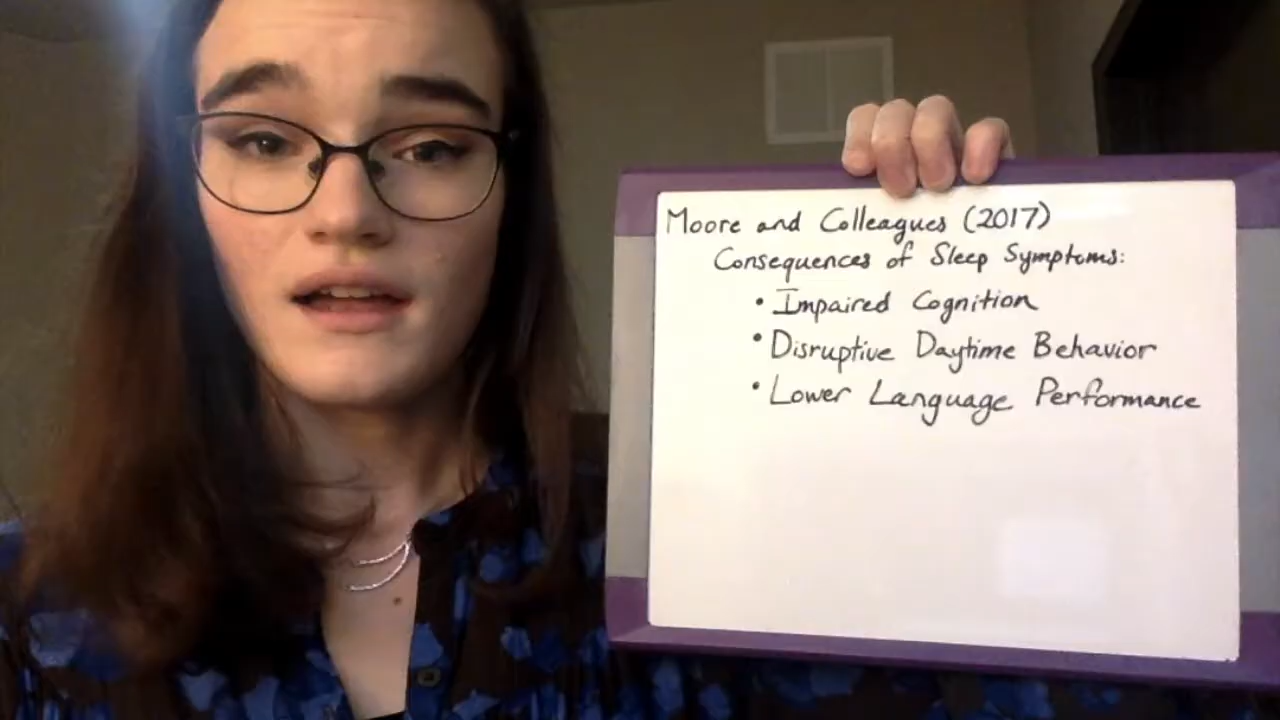 Moore and Colleagues (2017)
Consequences of Sleep Symptoms:
• Impaired Cognition
• Disruptive Daytime Behavior
• Lower Language Performance